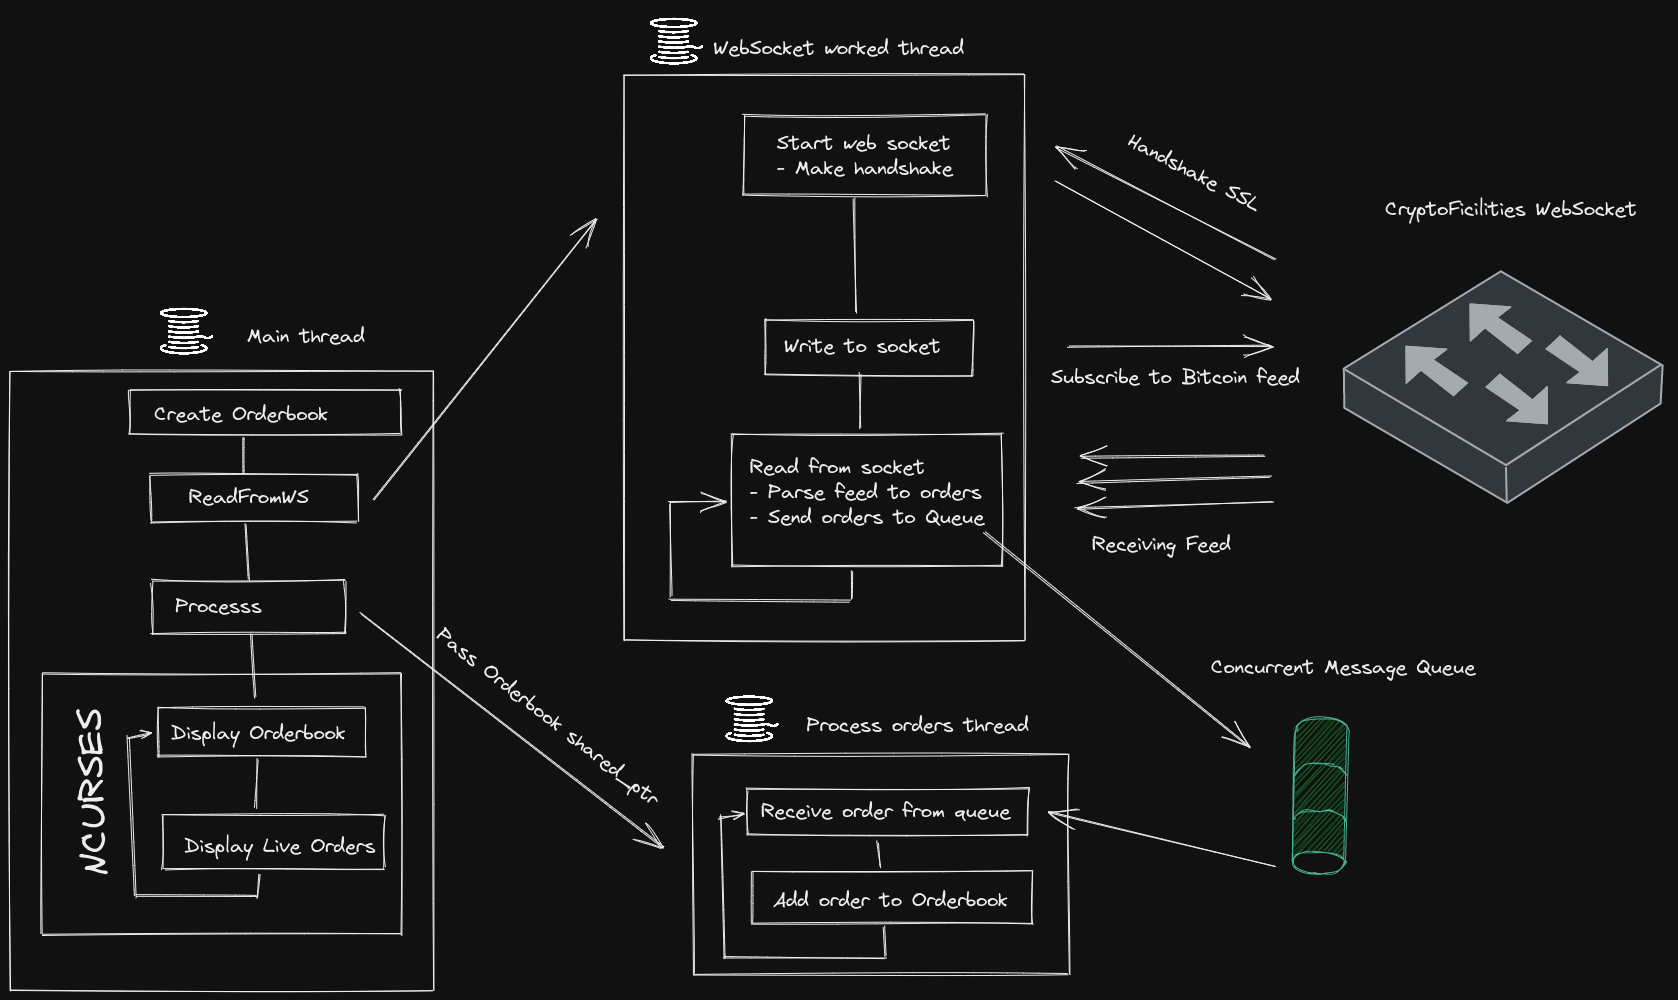 WebSocket worked thread
Start web socket
- Make handshake
Write to socket
Read from socket
- Parse feed to orders
- Send orders to Queue
Handshake SSL
CryptoFicilities WebSocket
Subscribe to Bitcoin feed
Receiving Feed
Main thread
Create Orderbook
ReadFromWS
Processs
NCURSES
Display Orderbook
Display Live Orders
Pass Orderbook shared_ptr
Concurrent Message Queue
Process orders thread
Receive order from queue
Add order to Orderbook